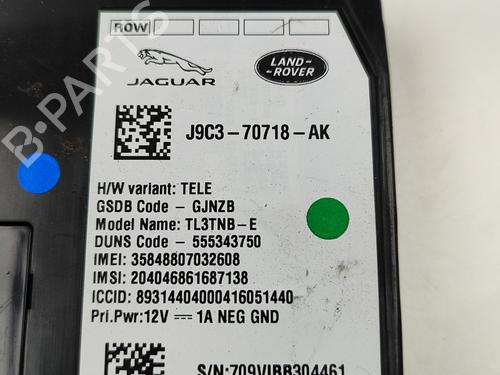 ROW
JAGUAR
LAND-
ROVER
J9C3-70718-AK
H/W variant: TELE
GSDB Code - GJNZB
Model Name: TL3TNB-E
DUNS Code- 555343750
IMEI: 35848807032608
IMSI: 204046861687138
ICCID: 89314404000416051440
Pri.Pwr:12V 1A NEG GND
S/N:709VIBB304461
B-PARTS